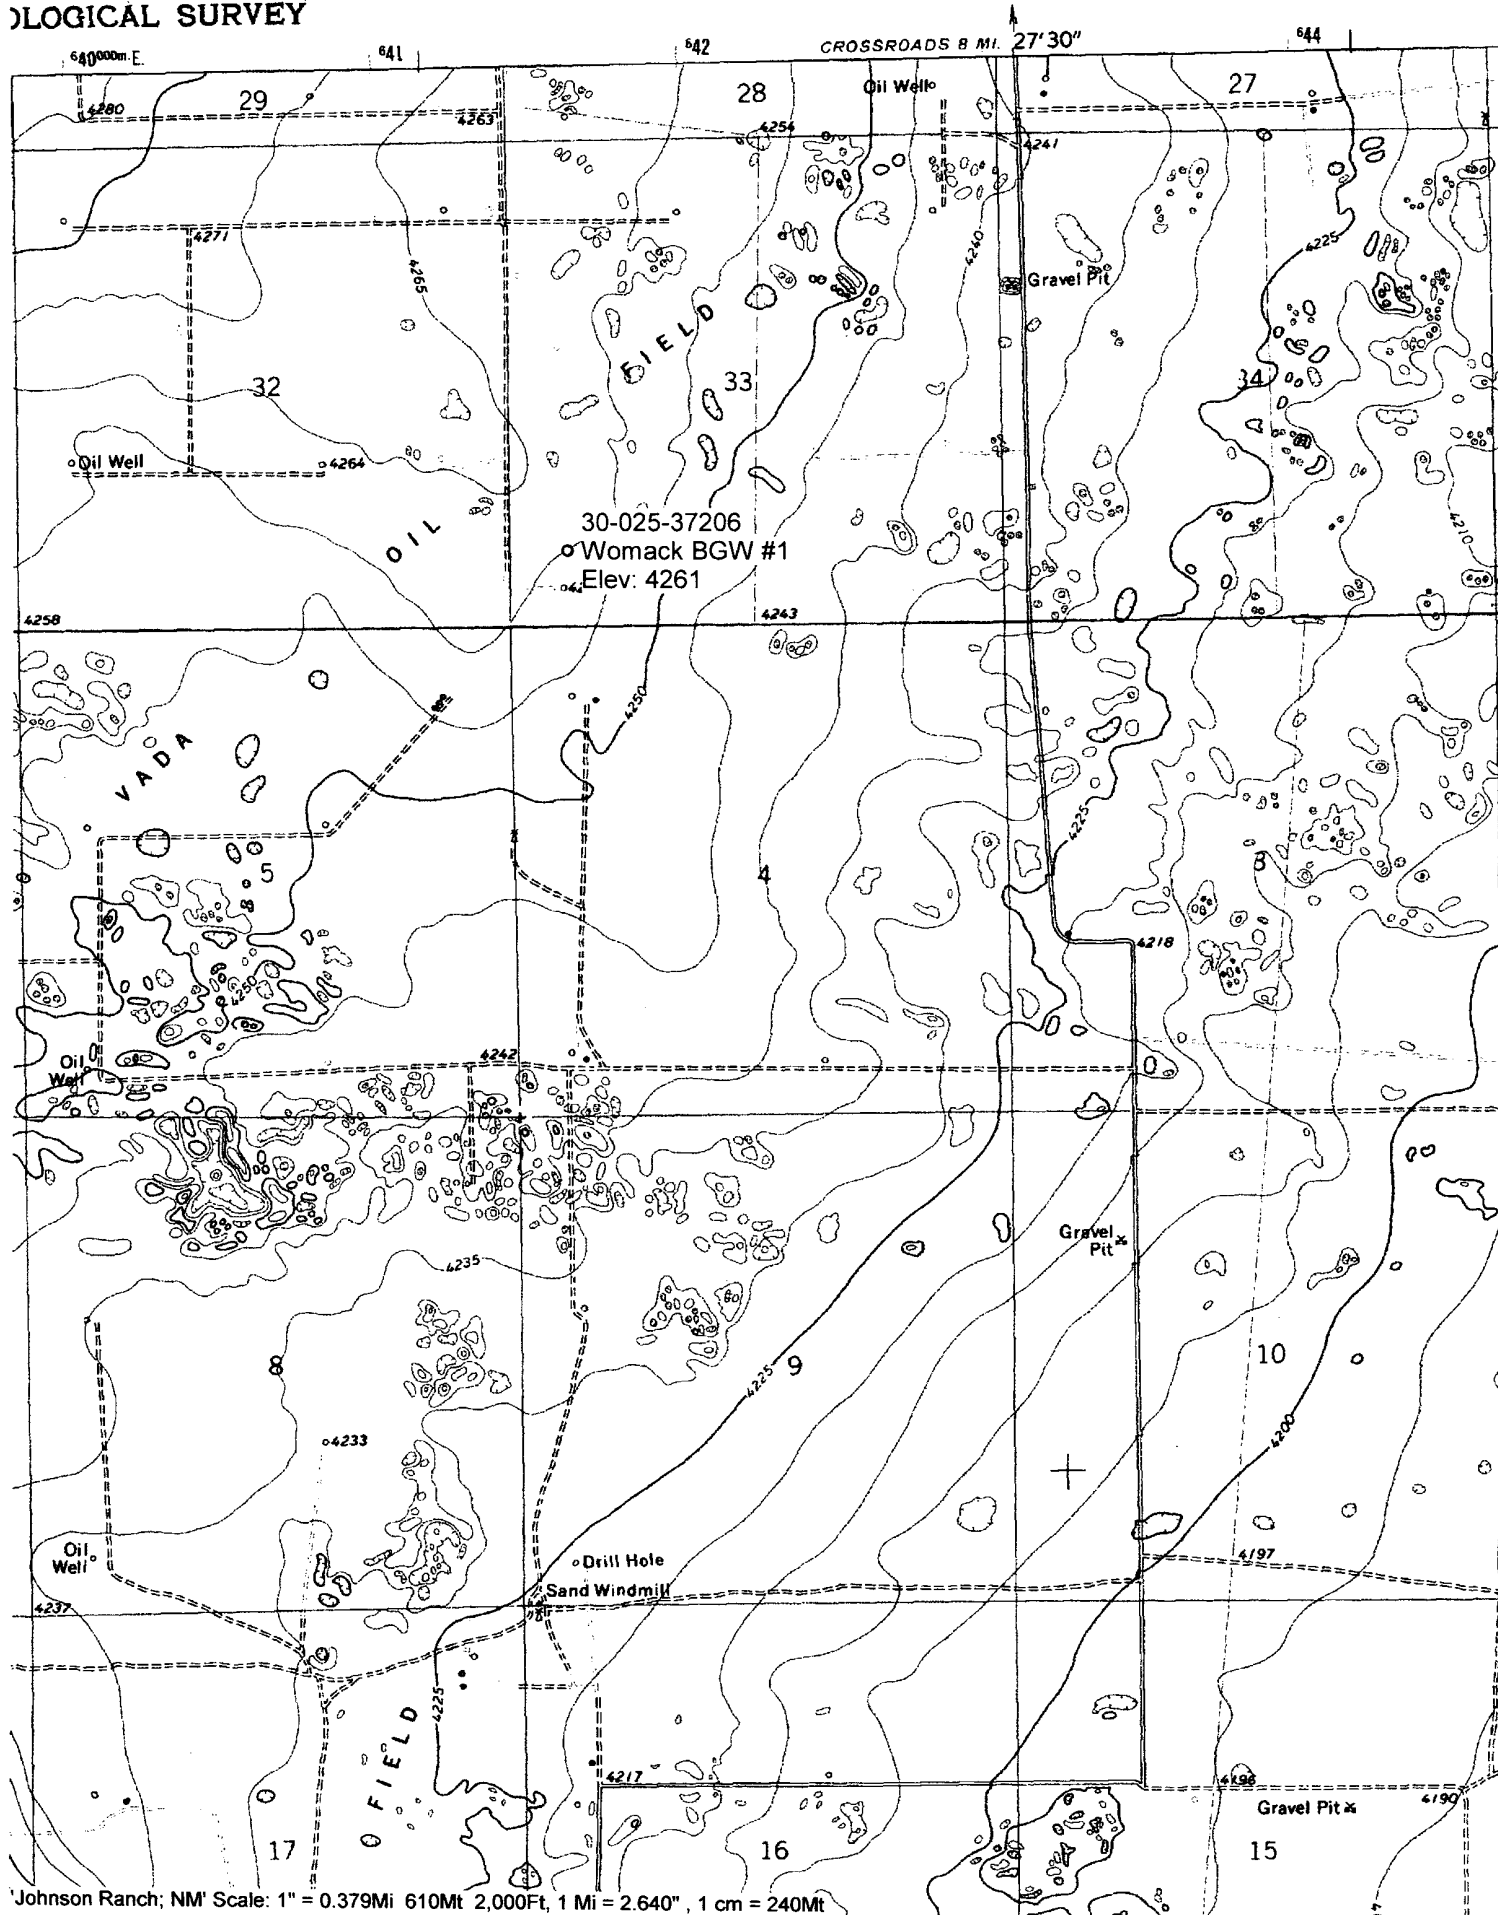 OLOGICAL SURVEY
⁶40⁰⁰⁰ᵐ·E.
⁶41
⁶42
CROSSROADS 8 MI.
27'30"
⁶44
29
28
27
Oil Well
4280
4263
4254
4241
4271
4265
4240
4225
Gravel Pit
FIELD
32
33
34
Oil Well
4264
OIL
4210
30-025-37206
Womack BGW #1
Elev: 4261
4258
4243
4250
VADA
4225
5
4
3
4218
4250
Oil
Well
4242
Gravel
Pit
4235
8
9
10
4225
4200
4233
Oil
Well
Drill Hole
Sand Windmill
4197
4237
4225
FIELD
4217
4196
4190
Gravel Pit
17
16
15
'Johnson Ranch; NM' Scale: 1" = 0.379Mi 610Mt 2,000Ft, 1 Mi = 2.640", 1 cm = 240Mt